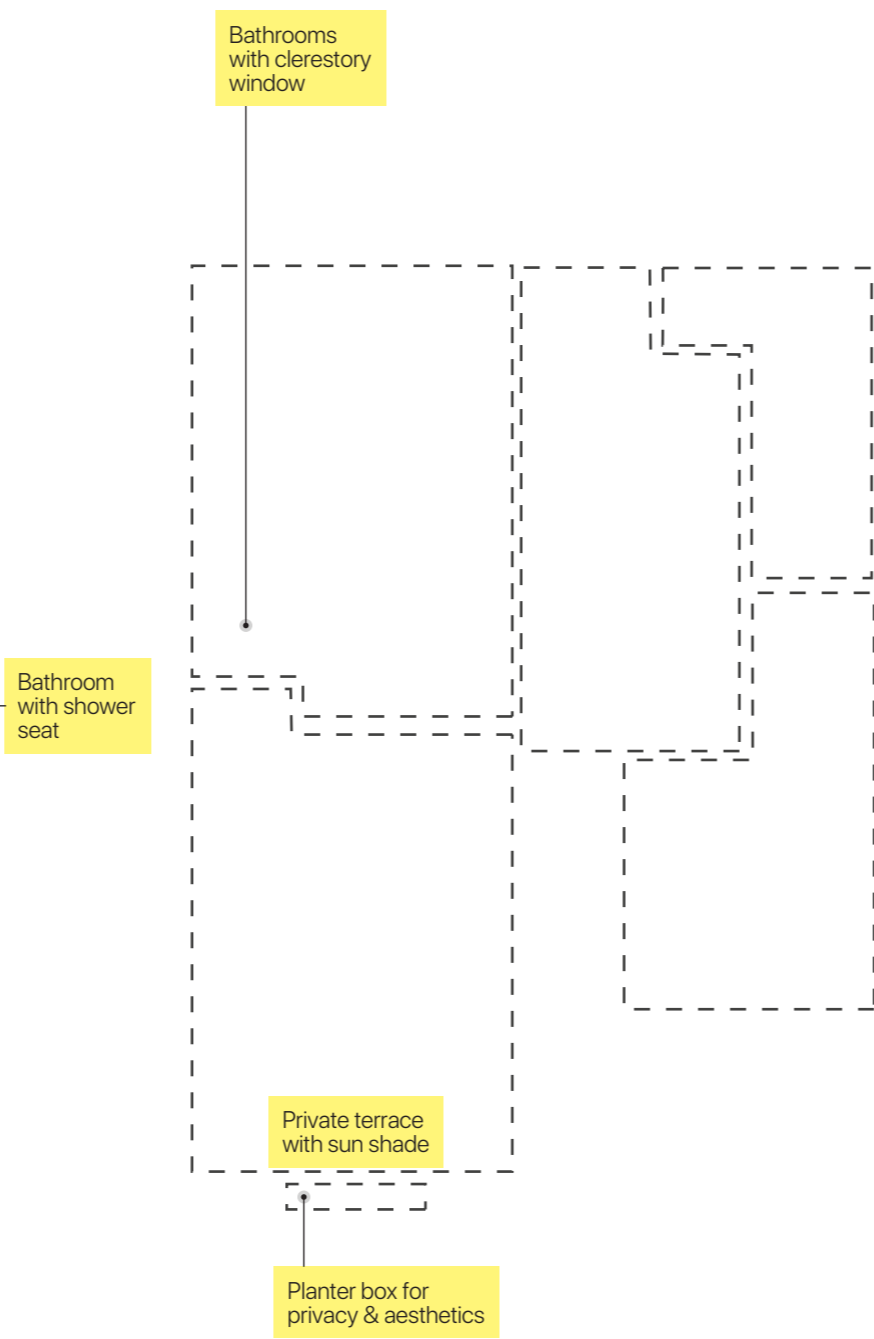 Bathrooms
with clerestory
window
Bathroom
with shower
seat
Private terrace
with sun shade
Planter box for
privacy & aesthetics